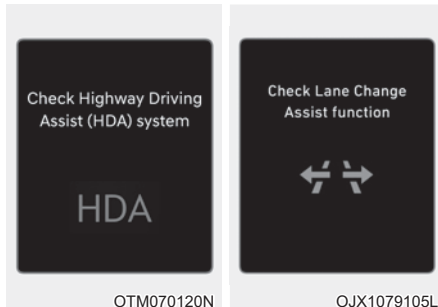 Check Highway Driving
Assist (HDA) system
HDA
OTM070120N
Check Lane Change
Assist function
OJX1079105L